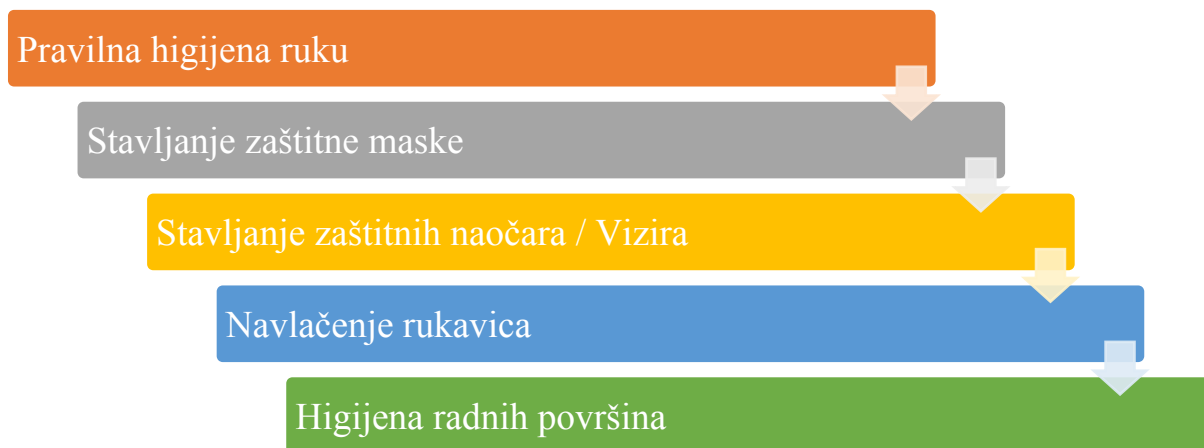 Pravilna higijena ruku
Stavljanje zaštitne maske
Stavljanje zaštitnih naočara / Vizira
Navlačenje rukavica
Higijena radnih površina